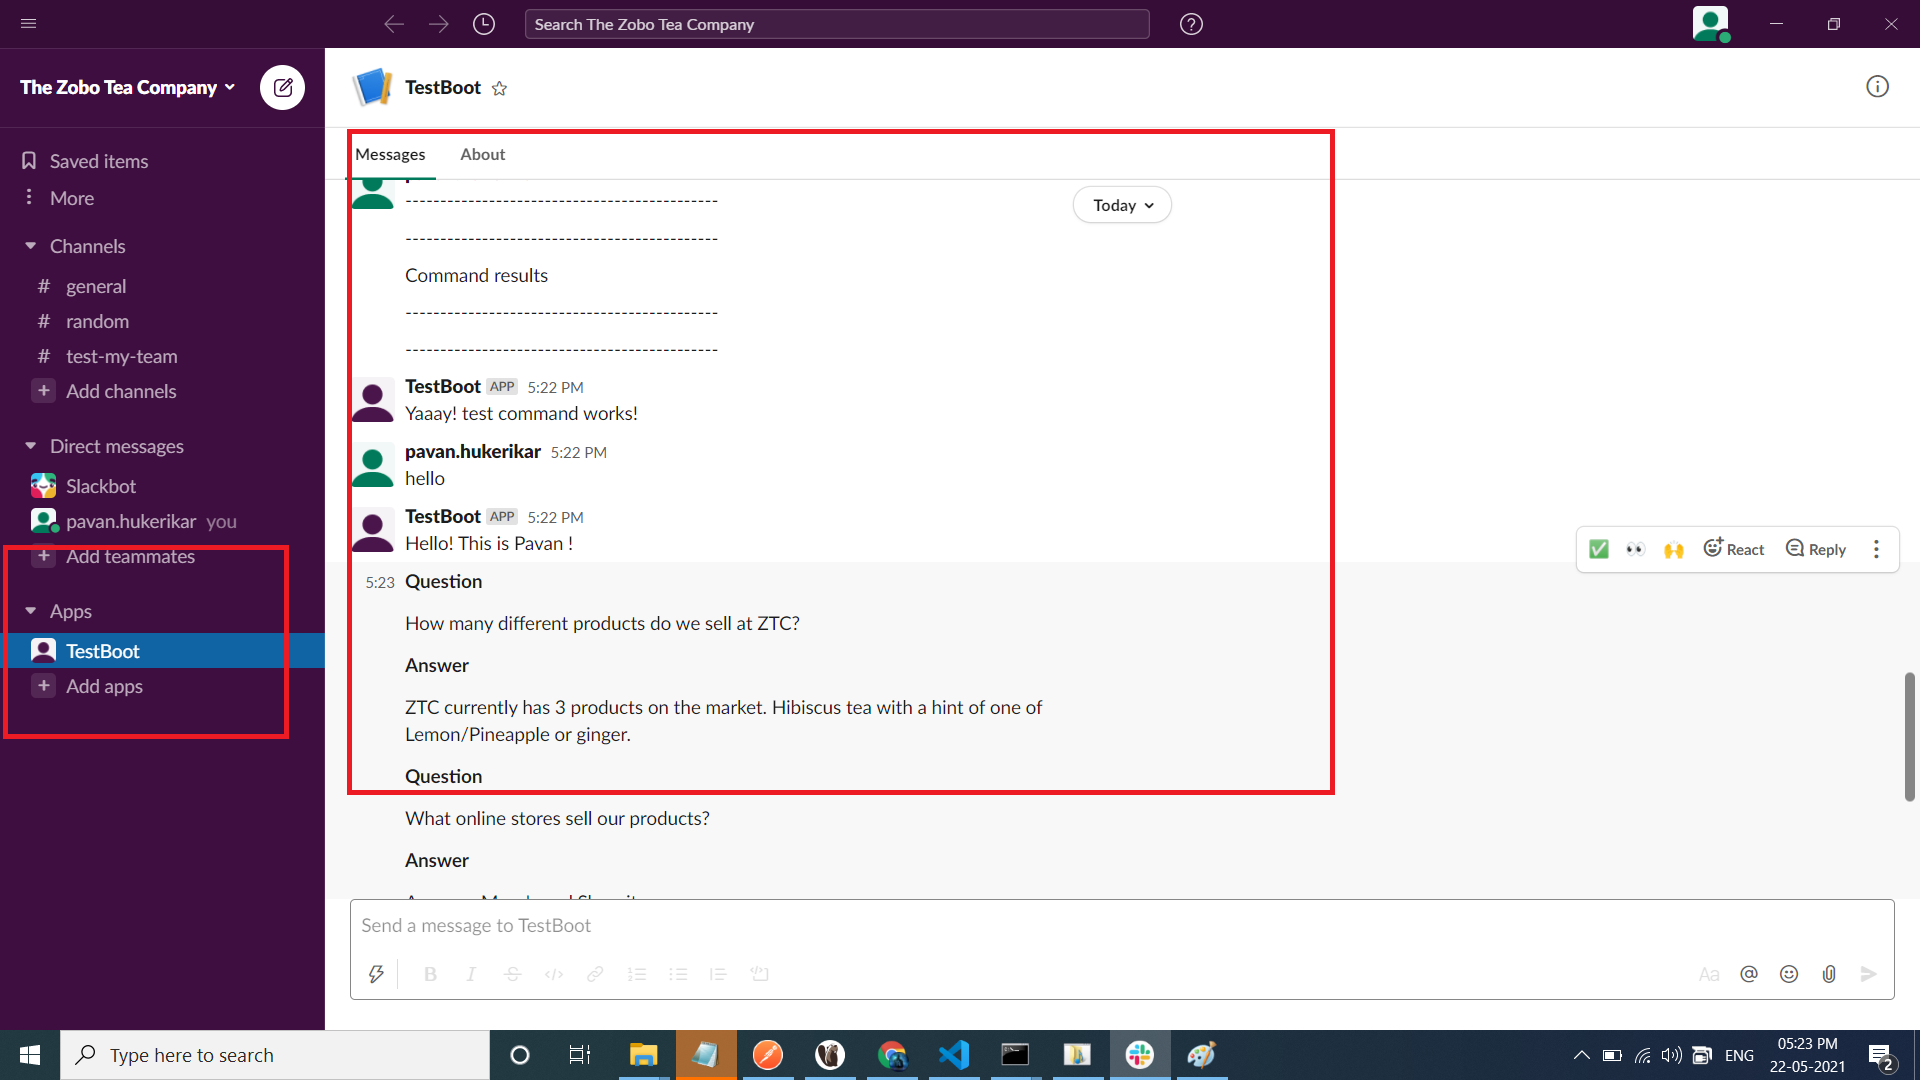 Search The Zobo Tea Company
The Zobo Tea Company
Saved items
More
Channels
# general
# random
# test-my-team
+ Add channels
Direct messages
Slackbot
pavan.hukerikar you
+ Add teammates
Apps
TestBoot
+ Add apps
TestBoot
Messages About
Today
---------------------------------------------
---------------------------------------------
Command results
---------------------------------------------
---------------------------------------------
TestBoot APP 5:22 PM
Yaaay! test command works!
pavan.hukerikar 5:22 PM
hello
TestBoot APP 5:22 PM
Hello! This is Pavan !
React Reply
5:23 Question
How many different products do we sell at ZTC?
Answer
ZTC currently has 3 products on the market. Hibiscus tea with a hint of one of
Lemon/Pineapple or ginger.
Question
What online stores sell our products?
Answer
Send a message to TestBoot
B I S </> Aa @
Type here to search
ENG
05:23 PM
22-05-2021
2